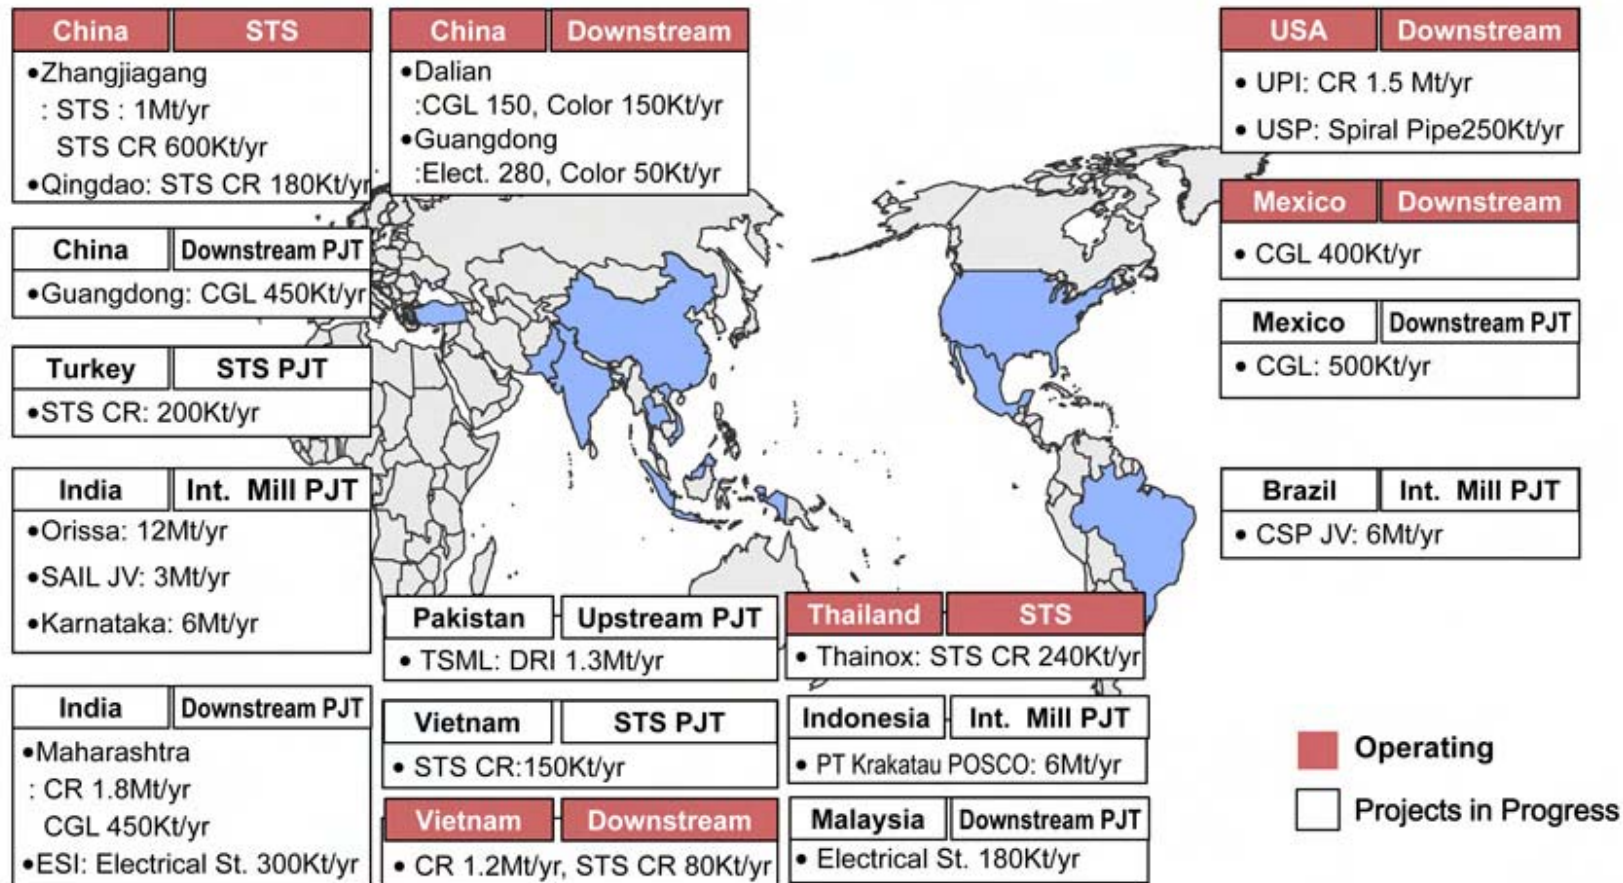 China STS
•Zhangjiagang
: STS : 1Mt/yr
STS CR 600Kt/yr
•Qingdao: STS CR 180Kt/yr
China Downstream
•Dalian
:CGL 150, Color 150Kt/yr
•Guangdong
:Elect. 280, Color 50Kt/yr
USA Downstream
• UPI: CR 1.5 Mt/yr
• USP: Spiral Pipe250Kt/yr
Mexico Downstream
• CGL 400Kt/yr
China Downstream PJT
•Guangdong: CGL 450Kt/yr
Mexico Downstream PJT
• CGL: 500Kt/yr
Turkey STS PJT
•STS CR: 200Kt/yr
India Int. Mill PJT
•Orissa: 12Mt/yr
•SAIL JV: 3Mt/yr
•Karnataka: 6Mt/yr
Brazil Int. Mill PJT
• CSP JV: 6Mt/yr
Pakistan Upstream PJT
• TSML: DRI 1.3Mt/yr
Thailand STS
• Thainox: STS CR 240Kt/yr
India Downstream PJT
•Maharashtra
: CR 1.8Mt/yr
CGL 450Kt/yr
•ESI: Electrical St. 300Kt/yr
Vietnam STS PJT
• STS CR:150Kt/yr
Indonesia Int. Mill PJT
• PT Krakatau POSCO: 6Mt/yr
Vietnam Downstream
• CR 1.2Mt/yr, STS CR 80Kt/yr
Malaysia Downstream PJT
• Electrical St. 180Kt/yr
Operating
Projects in Progress